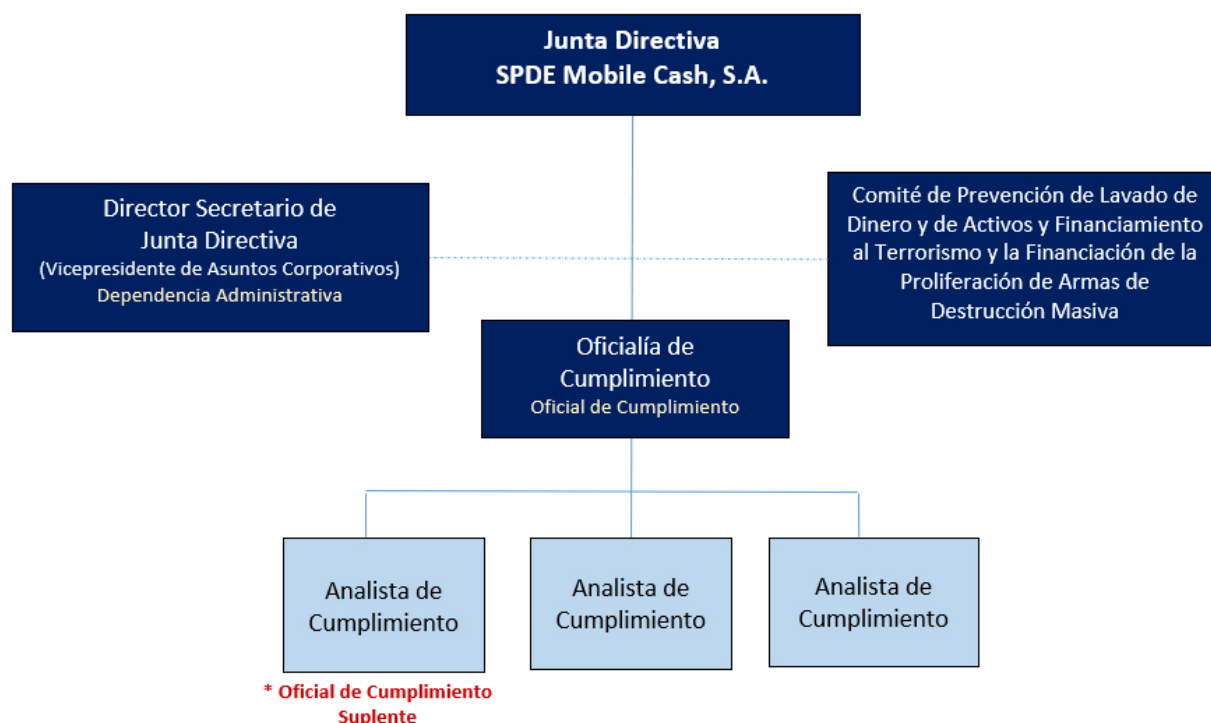 Junta Directiva
SPDE Mobile Cash, S.A.
Director Secretario de
Junta Directiva
(Vicepresidente de Asuntos Corporativos)
Dependencia Administrativa
Comité de Prevención de Lavado de
Dinero y de Activos y Financiamiento
al Terrorismo y la Financiación de la
Proliferación de Armas de
Destrucción Masiva
Oficialía de
Cumplimiento
Oficial de Cumplimiento
Analista de
Cumplimiento
* Oficial de Cumplimiento
Suplente
Analista de
Cumplimiento
Analista de
Cumplimiento